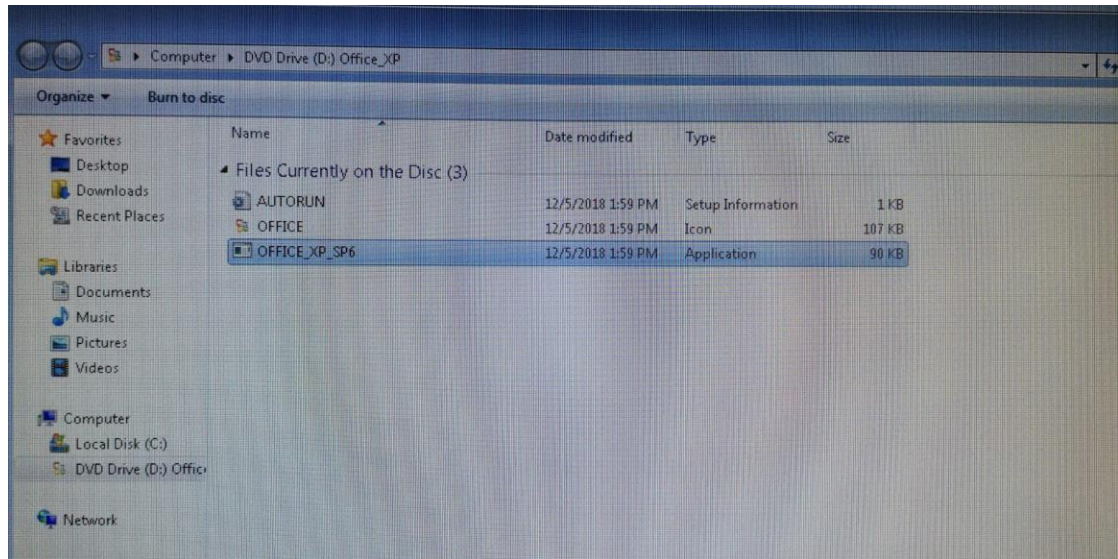 Computer ▸ DVD Drive (D:) Office_XP
Organize Burn to disc
Favorites
Desktop
Downloads
Recent Places
Libraries
Documents
Music
Pictures
Videos
Computer
Local Disk (C:)
DVD Drive (D:) Offic
Network
Name Date modified Type Size
Files Currently on the Disc (3)
AUTORUN 12/5/2018 1:59 PM Setup Information 1 KB
OFFICE 12/5/2018 1:59 PM Icon 107 KB
OFFICE_XP_SP6 12/5/2018 1:59 PM Application 90 KB